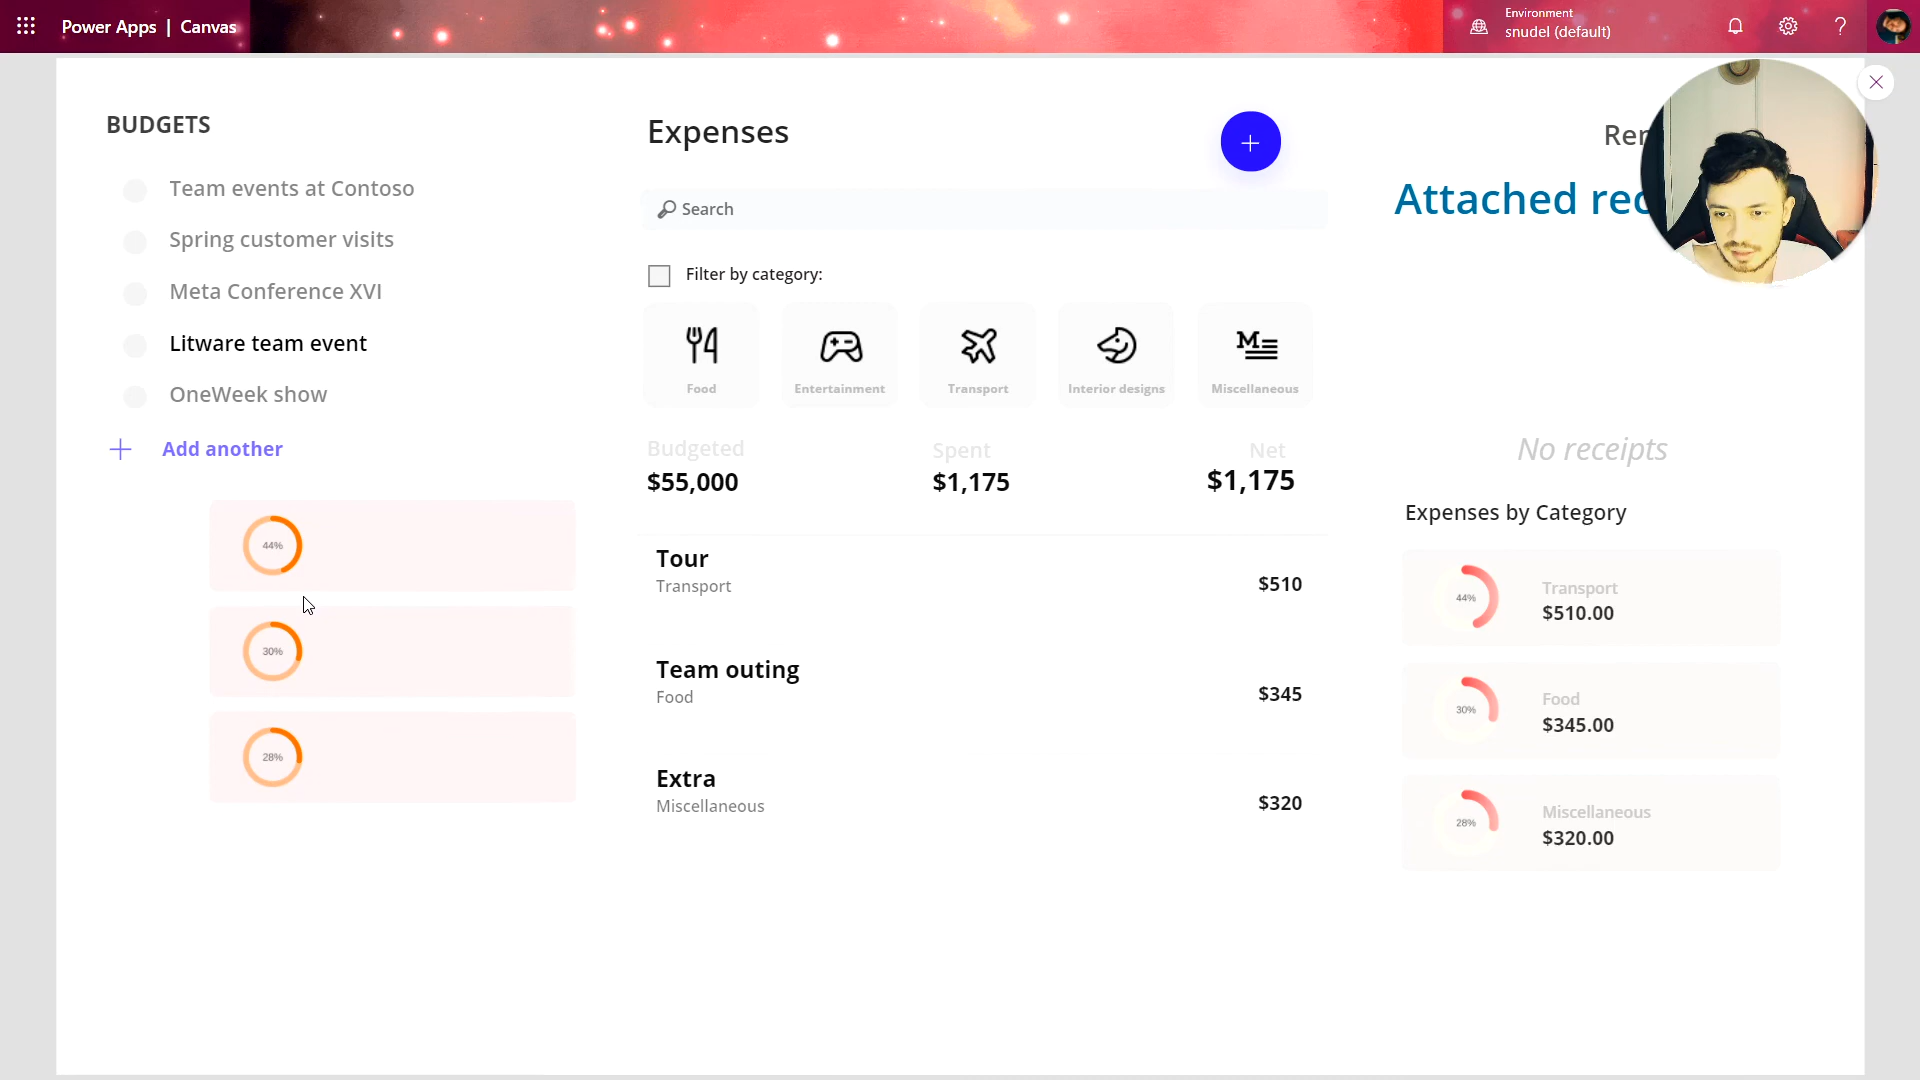 Power Apps | Canvas
Environment
snudel (default)
BUDGETS
Team events at Contoso
Spring customer visits
Meta Conference XVI
Litware team event
OneWeek show
Add another
44%
30%
28%
Expenses
Search
Filter by category:
Food
Entertainment
Transport
Interior designs
Miscellaneous
Budgeted
Spent
Net
$55,000
$1,175
$1,175
Tour
Transport
$510
Team outing
Food
$345
Extra
Miscellaneous
$320
Attached
No receipts
Expenses by Category
44%
Transport
$510.00
30%
Food
$345.00
28%
Miscellaneous
$320.00